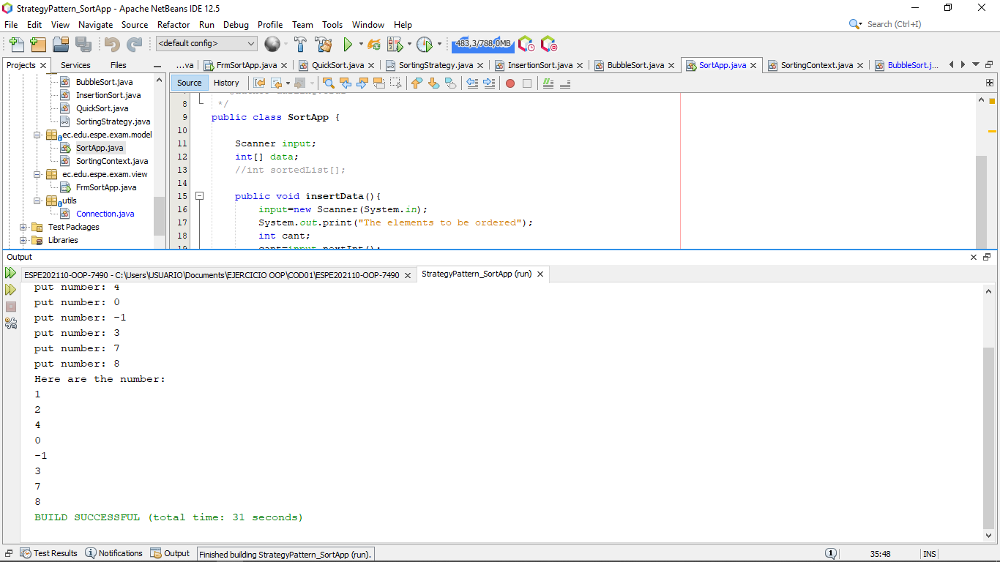 StrategyPattern_SortApp - Apache NetBeans IDE 12.5
File Edit View Navigate Source Refactor Run Debug Profile Team Tools Window Help
Search (Ctrl+I)
<default config>
483,3/788,0MB
Projects Services Files
...va FrmSortApp.java QuickSort.java SortingStrategy.java InsertionSort.java BubbleSort.java SortApp.java SortingContext.java BubbleSort.j...
Source History
BubbleSort.java
InsertionSort.java
QuickSort.java
SortingStrategy.java
ec.edu.espe.exam.model
SortApp.java
SortingContext.java
ec.edu.espe.exam.view
FrmSortApp.java
utils
Connection.java
Test Packages
Libraries
8 */
9 public class SortApp {
10
11 Scanner input;
12 int[] data;
13 //int sortedList[];
14
15 public void insertData(){
16 input=new Scanner(System.in);
17 System.out.print("The elements to be ordered");
18 int cant;
19 cant=input.nextInt();
Output
ESPE202110-OOP-7490 - C:\Users\USUARIO\Documents\EJERCICIO OOP\COD01\ESPE202110-OOP-7490 StrategyPattern_SortApp (run)
put number: 4
put number: 0
put number: -1
put number: 3
put number: 7
put number: 8
Here are the number:
1
2
4
0
-1
3
7
8
BUILD SUCCESSFUL (total time: 31 seconds)
Test Results Notifications Output Finished building StrategyPattern_SortApp (run). 1 35:48 INS